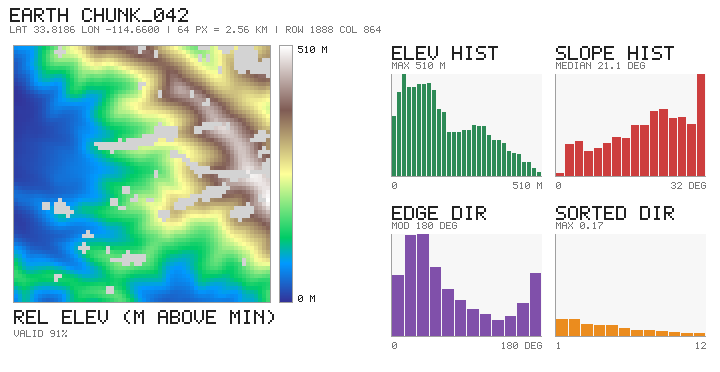 EARTH CHUNK_042
LAT 33.8186 LON -114.6600 | 64 PX = 2.56 KM | ROW 1888 COL 864
510 M
0 M
REL ELEV (M ABOVE MIN)
VALID 91%
ELEV HIST
MAX 510 M
0 510 M
SLOPE HIST
MEDIAN 21.1 DEG
0 32 DEG
EDGE DIR
MOD 180 DEG
0 180 DEG
SORTED DIR
MAX 0.17
1 12